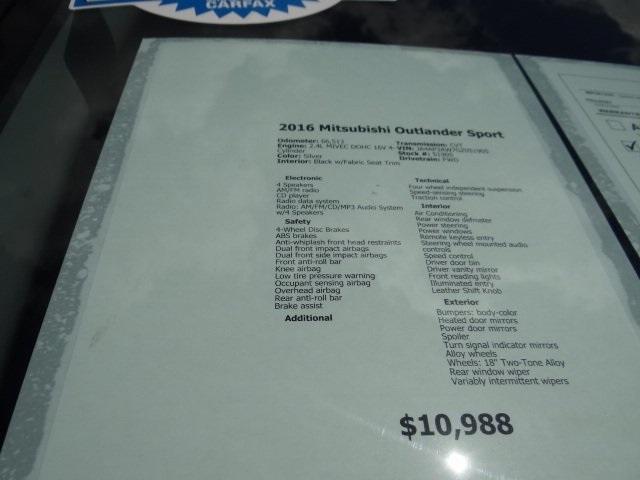 CARFAX
2016 Mitsubishi Outlander Sport
Odometer: 66,513
Transmission: CVT
Engine: 2.4L MIVEC DOHC 16V 4-Cylinder
VIN:
Stock #: 51900
Color: Silver
Drivetrain: FWD
Interior: Black w/Fabric Seat Trim
Electronic
4 Speakers
AM/FM radio
CD player
Radio data system
Radio: AM/FM/CD/MP3 Audio System
w/4 Speakers
Safety
4-Wheel Disc Brakes
ABS brakes
Anti-whiplash front head restraints
Dual front impact airbags
Dual front side impact airbags
Front anti-roll bar
Knee airbag
Low tire pressure warning
Occupant sensing airbag
Overhead airbag
Rear anti-roll bar
Brake assist
Additional
Technical
Four wheel independent suspension
Speed-sensing steering
Traction control
Interior
Air Conditioning
Rear window defroster
Power steering
Power windows
Remote keyless entry
Steering wheel mounted audio
controls
Speed control
Driver door bin
Driver vanity mirror
Front reading lights
Illuminated entry
Leather Shift Knob
Exterior
Bumpers: body-color
Heated door mirrors
Power door mirrors
Spoiler
Turn signal indicator mirrors
Alloy wheels
Wheels: 18" Two-Tone Alloy
Rear window wiper
Variably intermittent wipers
$10,988